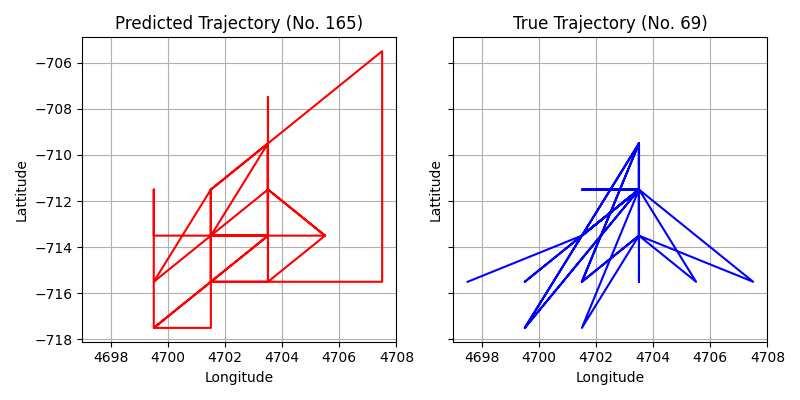 Predicted Trajectory (No. 165)
True Trajectory (No. 69)
−706
−708
−710
−712
−714
−716
−718
Lattitude
Lattitude
4698 4700 4702 4704 4706 4708
4698 4700 4702 4704 4706 4708
Longitude
Longitude